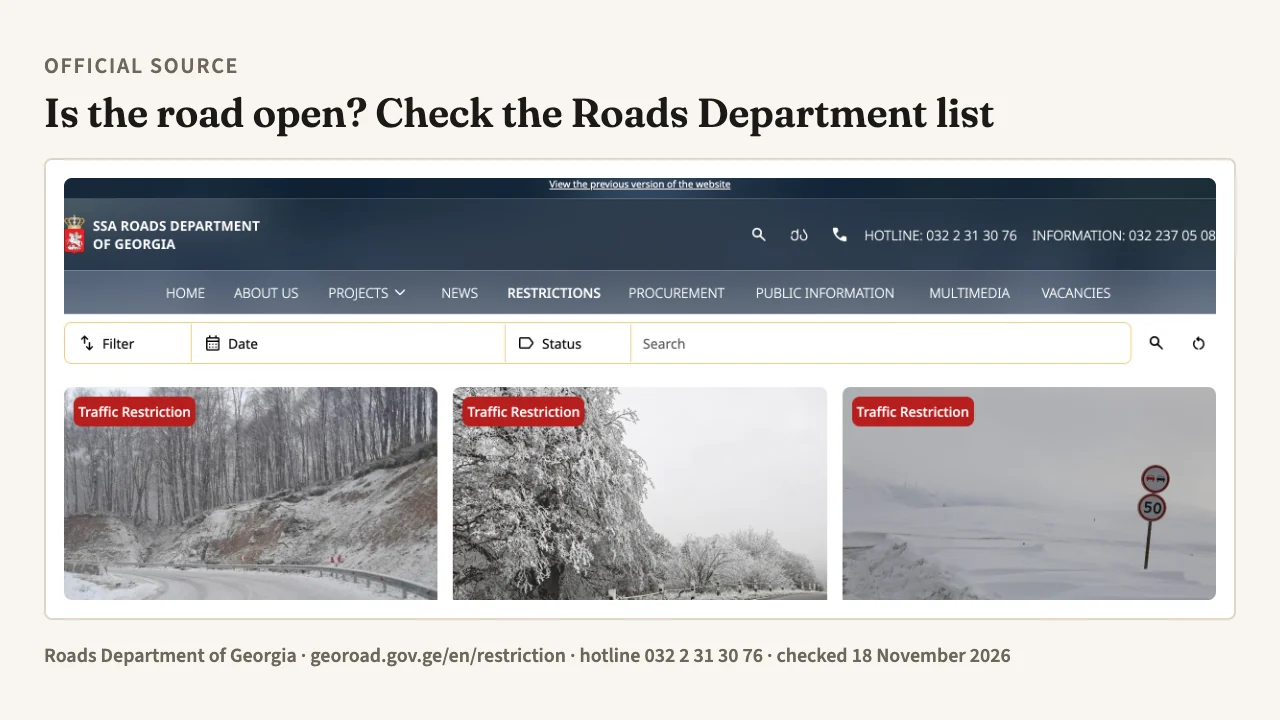 OFFICIAL SOURCE
Is the road open? Check the Roads Department list
View the previous version of the website
SSA ROADS DEPARTMENT
OF GEORGIA
ქა HOTLINE: 032 2 31 30 76 INFORMATION: 032 237 05 08
HOME ABOUT US PROJECTS NEWS RESTRICTIONS PROCUREMENT PUBLIC INFORMATION MULTIMEDIA VACANCIES
Filter Date Status Search
Traffic Restriction Traffic Restriction Traffic Restriction
50
Roads Department of Georgia · georoad.gov.ge/en/restriction · hotline 032 2 31 30 76 · checked 18 November 2026